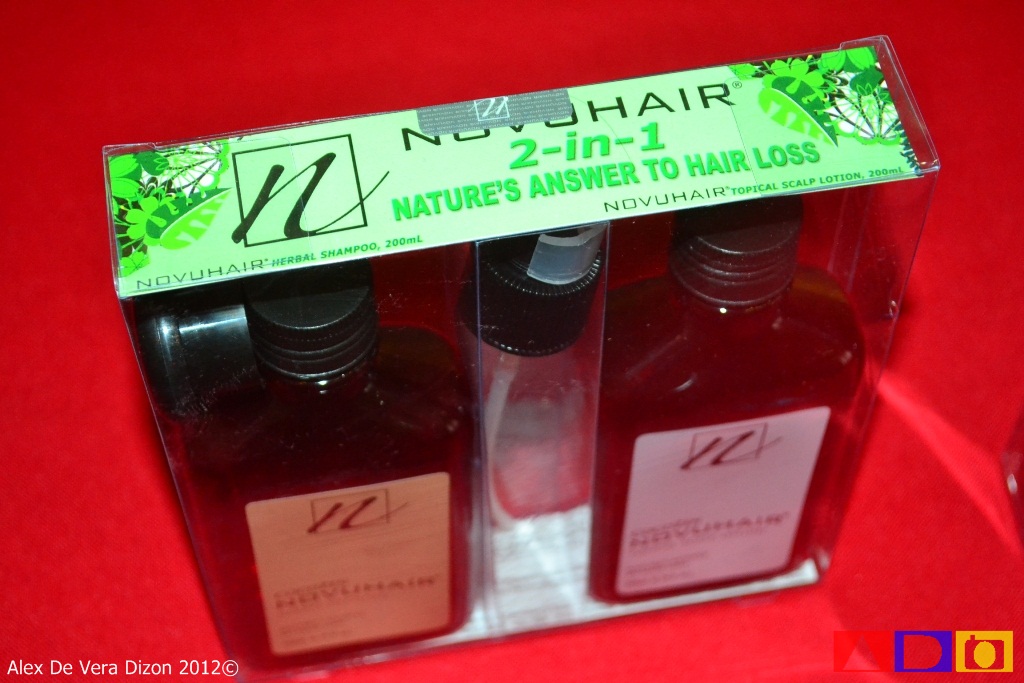 NOVUHAIR®
2-in-1
NATURE'S ANSWER TO HAIR LOSS
NOVUHAIR® TOPICAL SCALP LOTION, 200mL
n
NOVUHAIR® HERBAL SHAMPOO, 200mL
n
n
n
NOVUHAIR®
NOVUHAIR®
Alex De Vera Dizon 2012©
A D